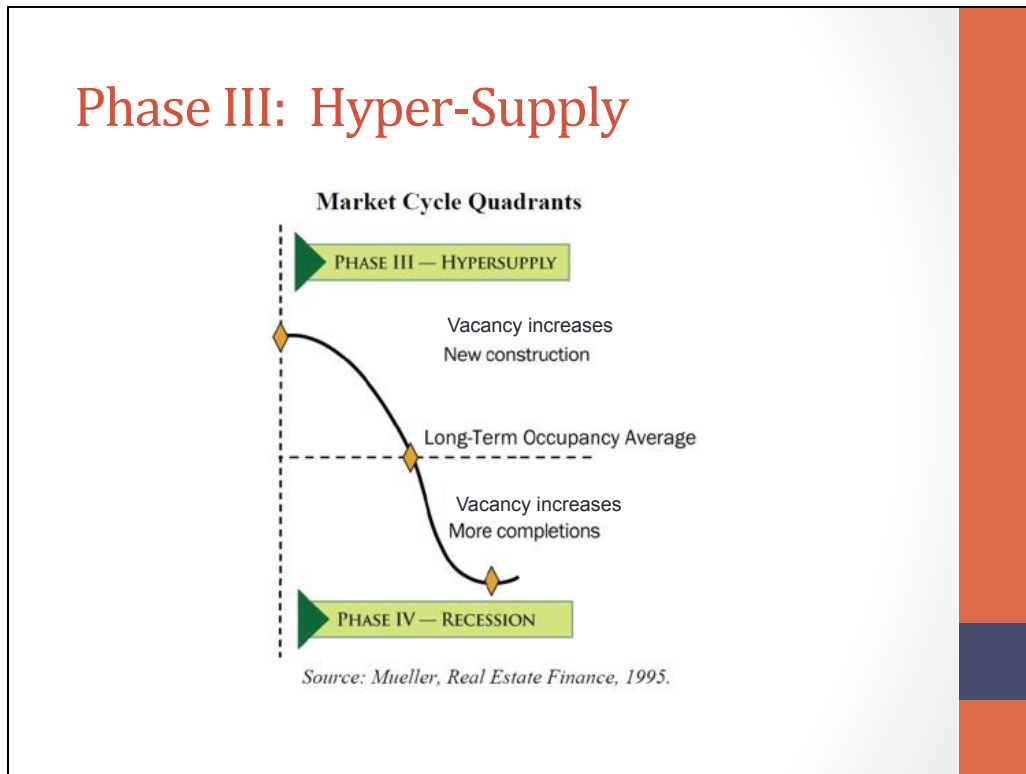 Phase III: Hyper-Supply
Market Cycle Quadrants
PHASE III — HYPERSUPPLY
Vacancy increases
New construction
Long-Term Occupancy Average
Vacancy increases
More completions
PHASE IV — RECESSION
Source: Mueller, Real Estate Finance, 1995.